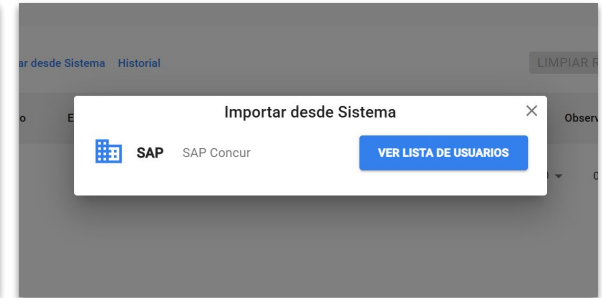 ar desde Sistema Historial
LIMPIAR R
o E Observ
Importar desde Sistema
SAP SAP Concur VER LISTA DE USUARIOS
0